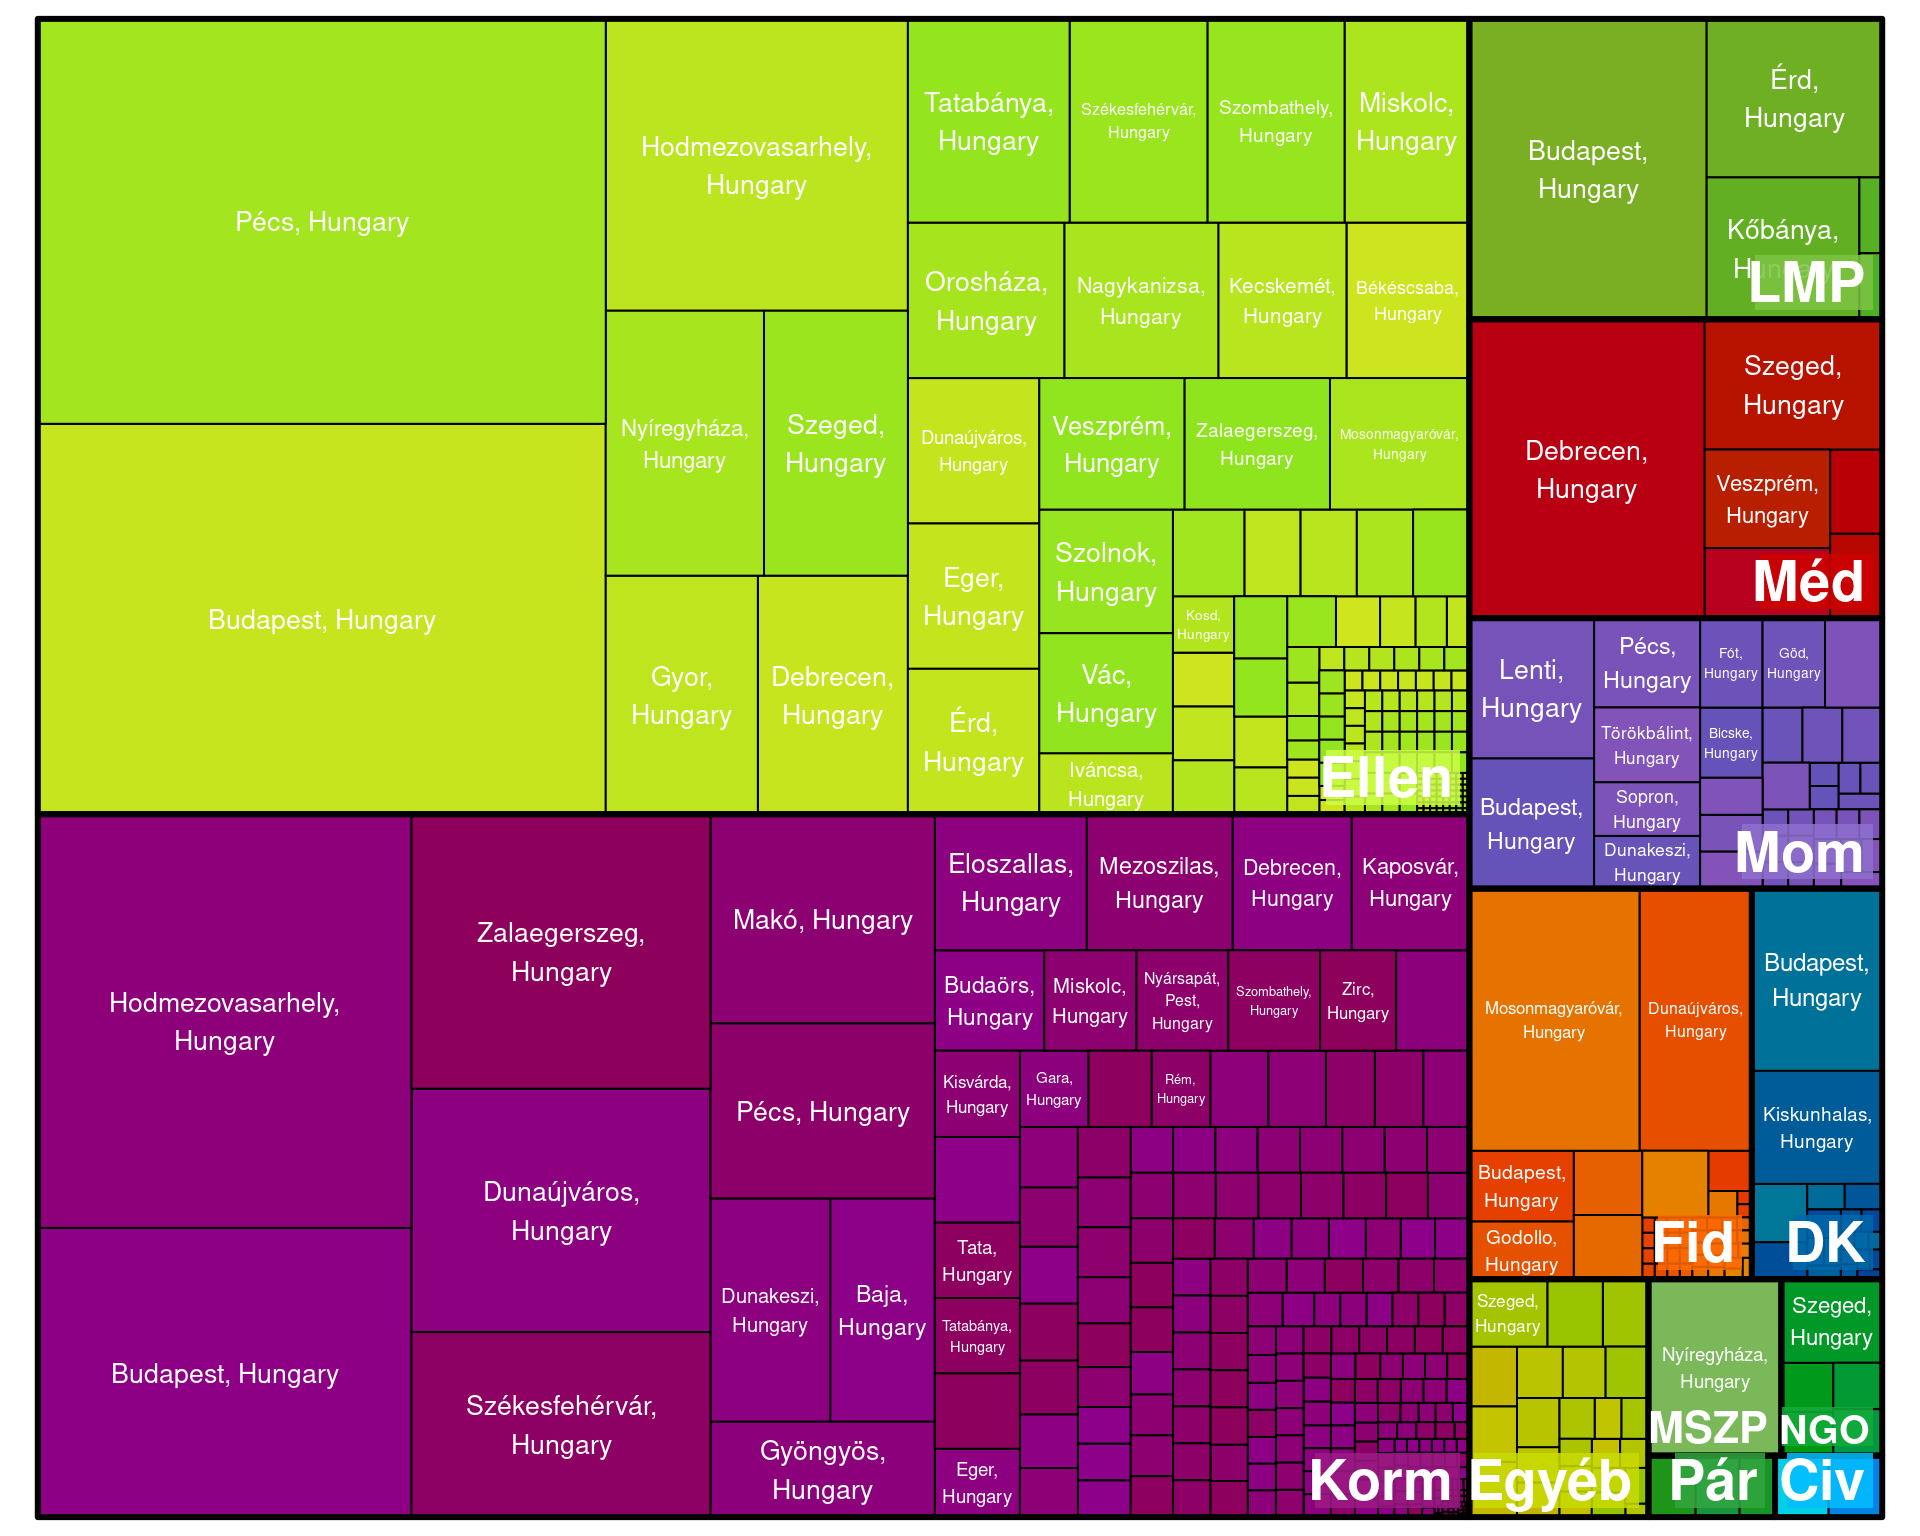 Pécs, Hungary
Budapest, Hungary
Hodmezovasarhely,
Hungary
Nyíregyháza,
Hungary
Szeged,
Hungary
Gyor,
Hungary
Debrecen,
Hungary
Tatabánya,
Hungary
Székesfehérvár,
Hungary
Szombathely,
Hungary
Miskolc,
Hungary
Orosháza,
Hungary
Nagykanizsa,
Hungary
Kecskemét,
Hungary
Békéscsaba,
Hungary
Dunaújváros,
Hungary
Veszprém,
Hungary
Zalaegerszeg,
Hungary
Mosonmagyaróvár,
Hungary
Eger,
Hungary
Szolnok,
Hungary
Kosd,
Hungary
Érd,
Hungary
Vác,
Hungary
Iváncsa,
Hungary
Ellen
Hodmezovasarhely,
Hungary
Budapest, Hungary
Zalaegerszeg,
Hungary
Dunaújváros,
Hungary
Székesfehérvár,
Hungary
Makó, Hungary
Pécs, Hungary
Dunakeszi,
Hungary
Baja,
Hungary
Gyöngyös,
Hungary
Eloszallas,
Hungary
Mezoszilas,
Hungary
Debrecen,
Hungary
Kaposvár,
Hungary
Budaörs,
Hungary
Miskolc,
Hungary
Nyársapát,
Pest,
Hungary
Szombathely,
Hungary
Zirc,
Hungary
Kisvárda,
Hungary
Gara,
Hungary
Rém,
Hungary
Tata,
Hungary
Tatabánya,
Hungary
Eger,
Hungary
Korm
Budapest,
Hungary
Érd,
Hungary
Kőbánya,
Hungary
LMP
Debrecen,
Hungary
Szeged,
Hungary
Veszprém,
Hungary
Méd
Lenti,
Hungary
Budapest,
Hungary
Pécs,
Hungary
Fót,
Hungary
Göd,
Hungary
Törökbálint,
Hungary
Bicske,
Hungary
Sopron,
Hungary
Dunakeszi,
Hungary
Mom
Mosonmagyaróvár,
Hungary
Dunaújváros,
Hungary
Budapest,
Hungary
Godollo,
Hungary
Fid
Budapest,
Hungary
Kiskunhalas,
Hungary
DK
Szeged,
Hungary
Egyéb
Nyíregyháza,
Hungary
MSZP
Szeged,
Hungary
NGO
Pár
Civ